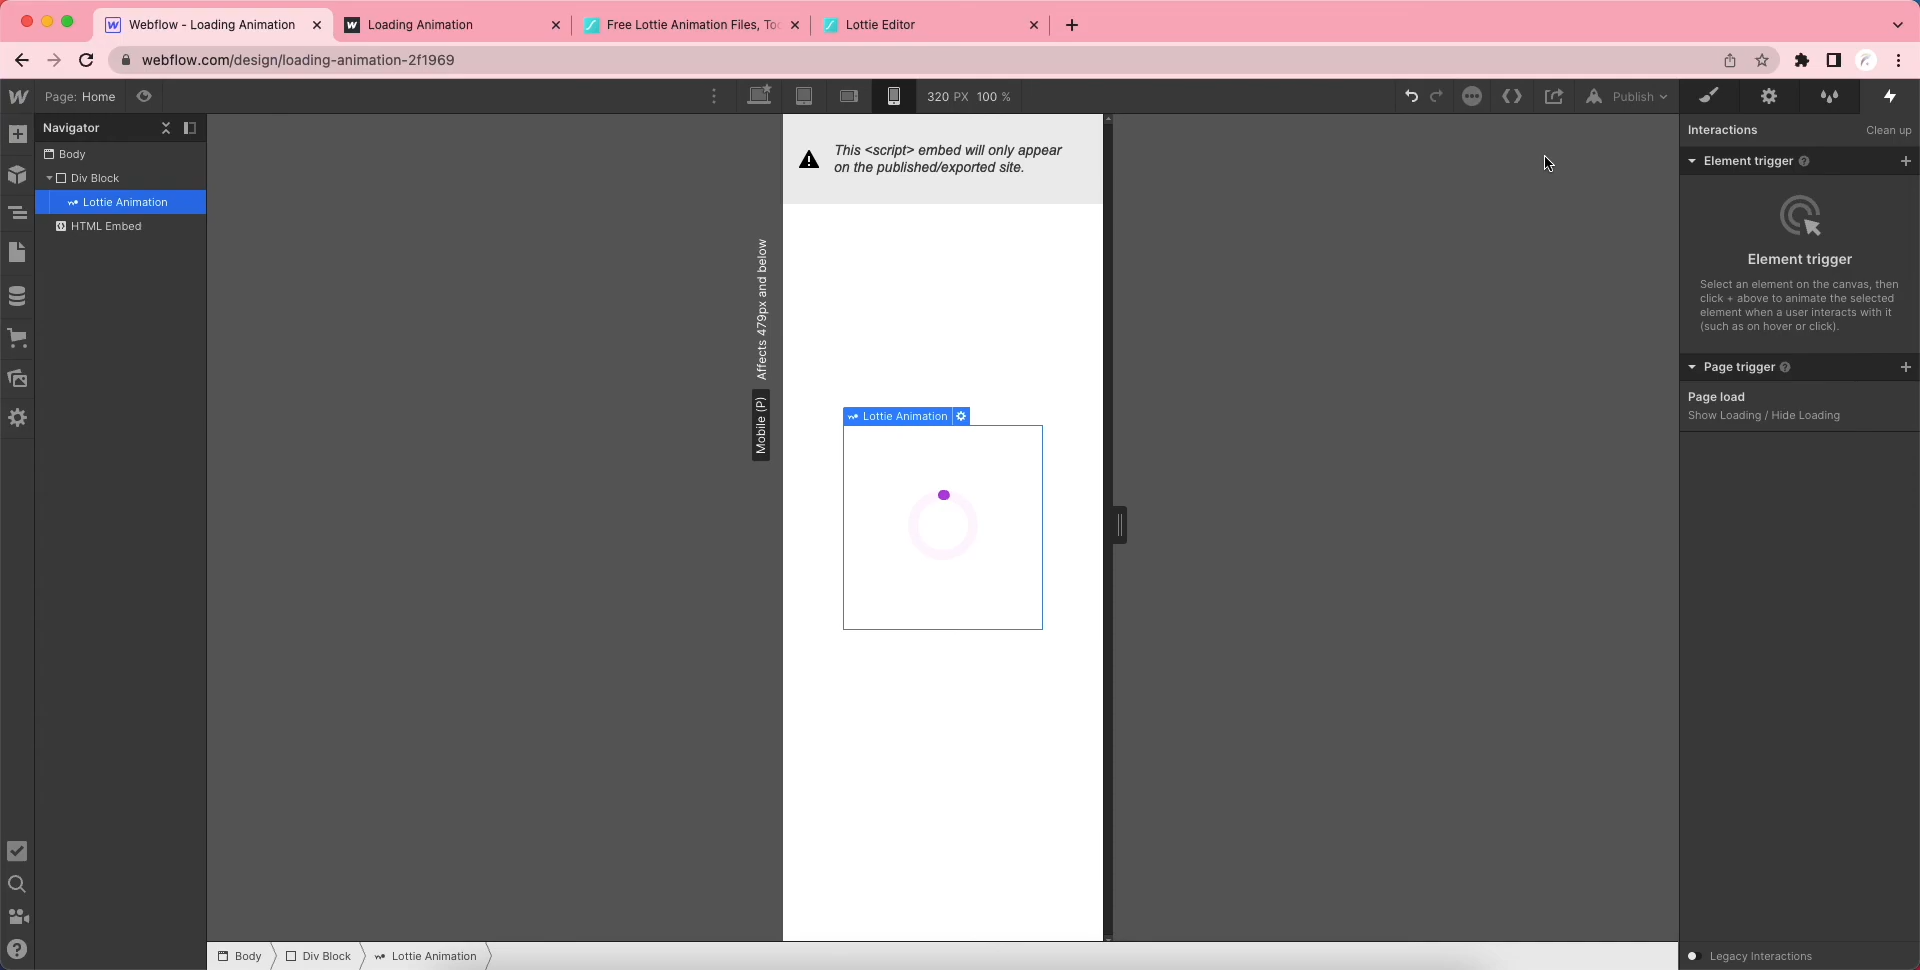 Webflow - Loading Animation
Loading Animation
Free Lottie Animation Files, Too
Lottie Editor
webflow.com/design/loading-animation-2f1969
Page: Home
320 PX 100 %
Publish
Navigator
Body
Div Block
Lottie Animation
HTML Embed
This <script> embed will only appear
on the published/exported site.
Affects 479px and below
Mobile (P)
Lottie Animation
Interactions
Clean up
Element trigger
Element trigger
Select an element on the canvas, then
click + above to animate the selected
element when a user interacts with it
(such as on hover or click).
Page trigger
Page load
Show Loading / Hide Loading
Body
Div Block
Lottie Animation
Legacy Interactions